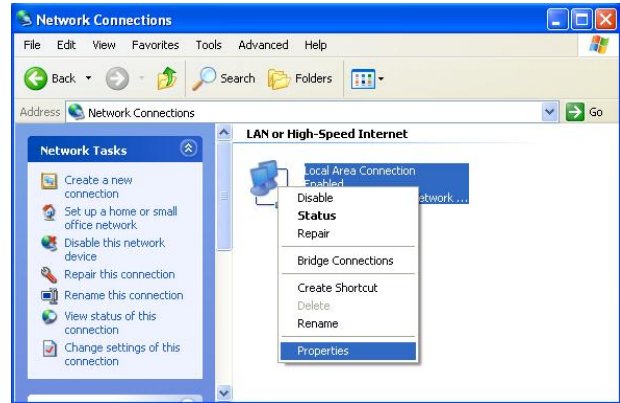 Network Connections
File Edit View Favorites Tools Advanced Help
Back Search Folders
Address Network Connections Go
Network Tasks
Create a new
connection
Set up a home or small
office network
Disable this network
device
Repair this connection
Rename this connection
View status of this
connection
Change settings of this
connection
LAN or High-Speed Internet
Local Area Connection
Enabled
etwork ...
Disable
Status
Repair
Bridge Connections
Create Shortcut
Delete
Rename
Properties